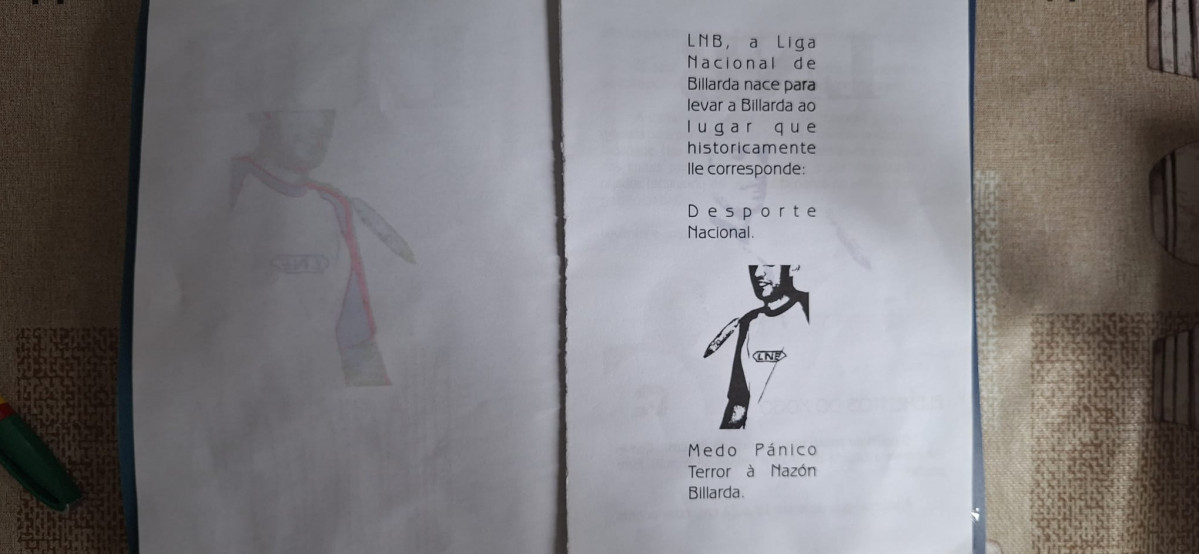 LNB, a Liga
Nacional de
Billarda nace para
levar a Billarda ao
lugar que
historicamente
lle corresponde:
Desporte
Nacional.
LNB
Medo Pánico
Terror à Nazón
Billarda.